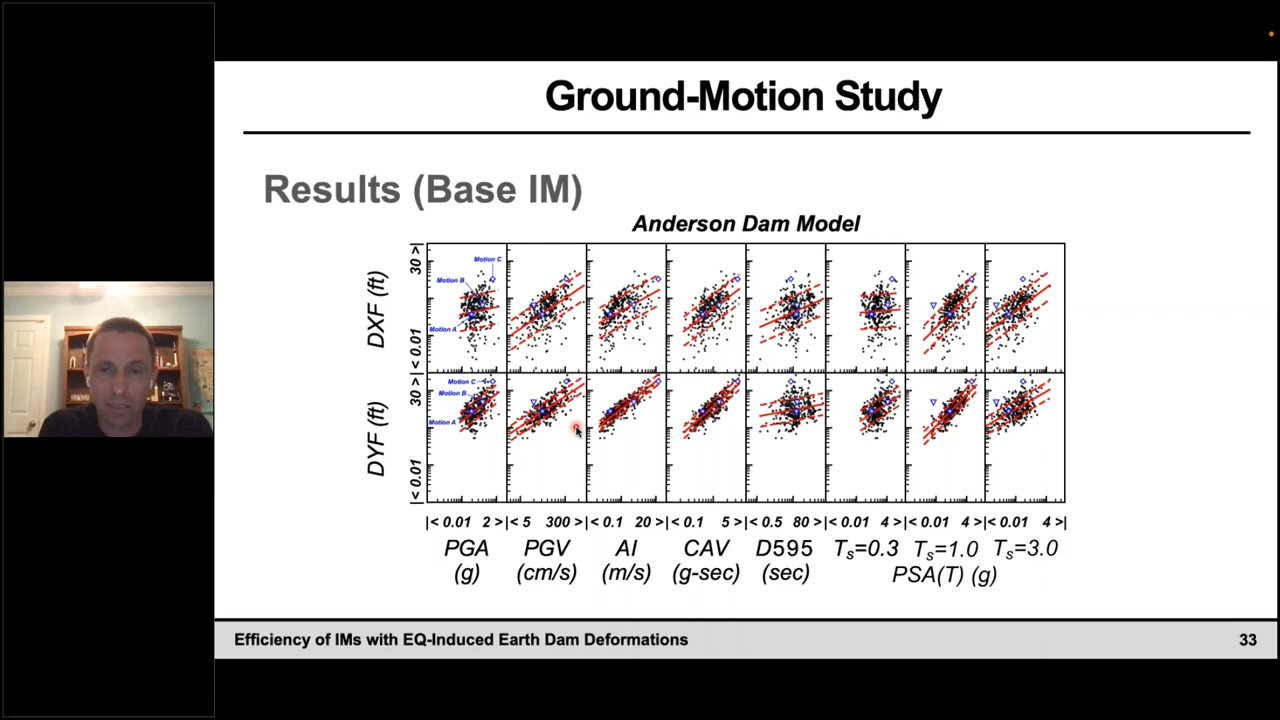 Ground-Motion Study
Results (Base IM)
Anderson Dam Model
DXF (ft)
|< 0.01 30 >|
Motion C
Motion B
Motion A
DYF (ft)
|< 0.01 30 >|
Motion C
Motion B
Motion A
|< 0.01 2 >| |< 5 300 >| |< 0.1 20 >| |< 0.1 5 >| |< 0.5 80 >| |< 0.01 4 >| |< 0.01 4 >| |< 0.01 4 >|
PGA PGV AI CAV D595 Ts=0.3 Ts=1.0 Ts=3.0
(g) (cm/s) (m/s) (g-sec) (sec) PSA(T) (g)
Efficiency of IMs with EQ-Induced Earth Dam Deformations 33